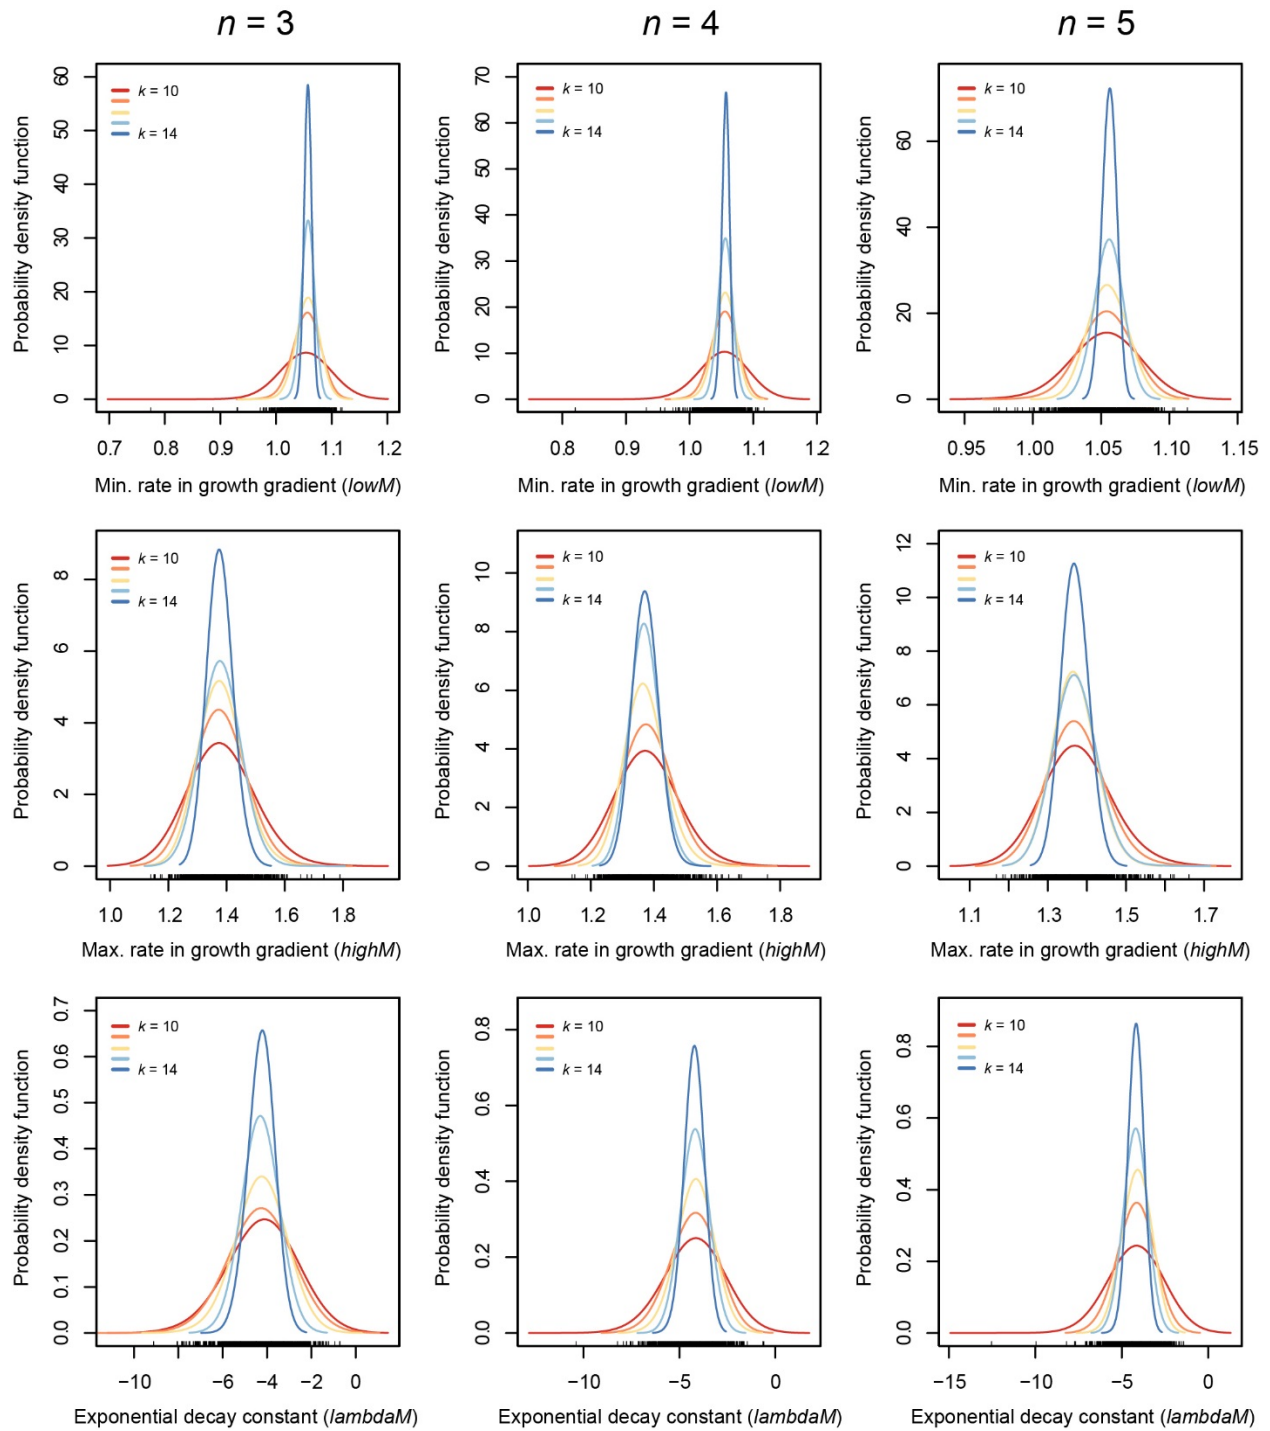 n = 3
n = 4
n = 5
Probability density function
0 10 20 30 40 50 60
k = 10
k = 14
0.7 0.8 0.9 1.0 1.1 1.2
Min. rate in growth gradient (lowM)
Probability density function
0 10 20 30 40 50 60 70
k = 10
k = 14
0.8 0.9 1.0 1.1 1.2
Min. rate in growth gradient (lowM)
Probability density function
0 20 40 60
k = 10
k = 14
0.95 1.00 1.05 1.10 1.15
Min. rate in growth gradient (lowM)
Probability density function
0 2 4 6 8
k = 10
k = 14
1.0 1.2 1.4 1.6 1.8
Max. rate in growth gradient (highM)
Probability density function
0 2 4 6 8 10
k = 10
k = 14
1.0 1.2 1.4 1.6 1.8
Max. rate in growth gradient (highM)
Probability density function
0 2 4 6 8 10 12
k = 10
k = 14
1.1 1.3 1.5 1.7
Max. rate in growth gradient (highM)
Probability density function
0.0 0.1 0.2 0.3 0.4 0.5 0.6 0.7
k = 10
k = 14
−10 −6 −4 −2 0
Exponential decay constant (lambdaM)
Probability density function
0.0 0.2 0.4 0.6 0.8
k = 10
k = 14
−10 −5 0
Exponential decay constant (lambdaM)
Probability density function
0.0 0.2 0.4 0.6 0.8
k = 10
k = 14
−15 −10 −5 0
Exponential decay constant (lambdaM)